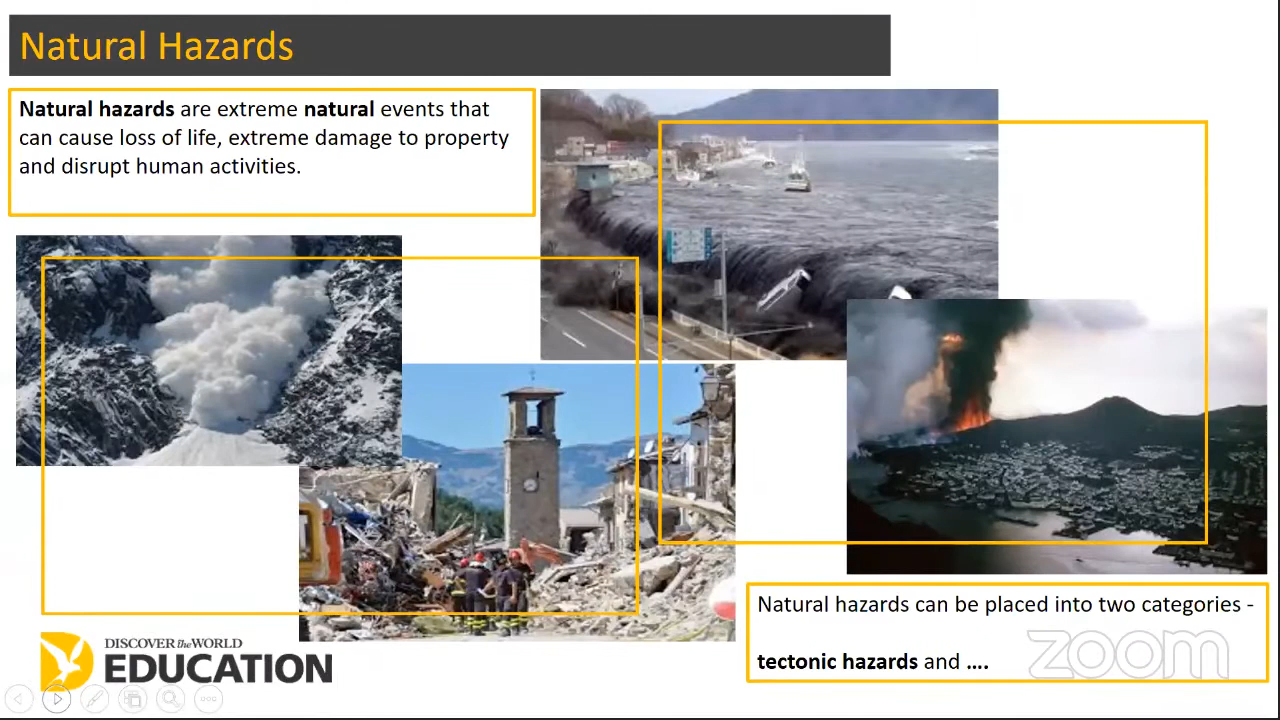 Natural Hazards
Natural hazards are extreme natural events that
can cause loss of life, extreme damage to property
and disrupt human activities.
DISCOVER the WORLD
EDUCATION
Natural hazards can be placed into two categories -
tectonic hazards and ....
zoom